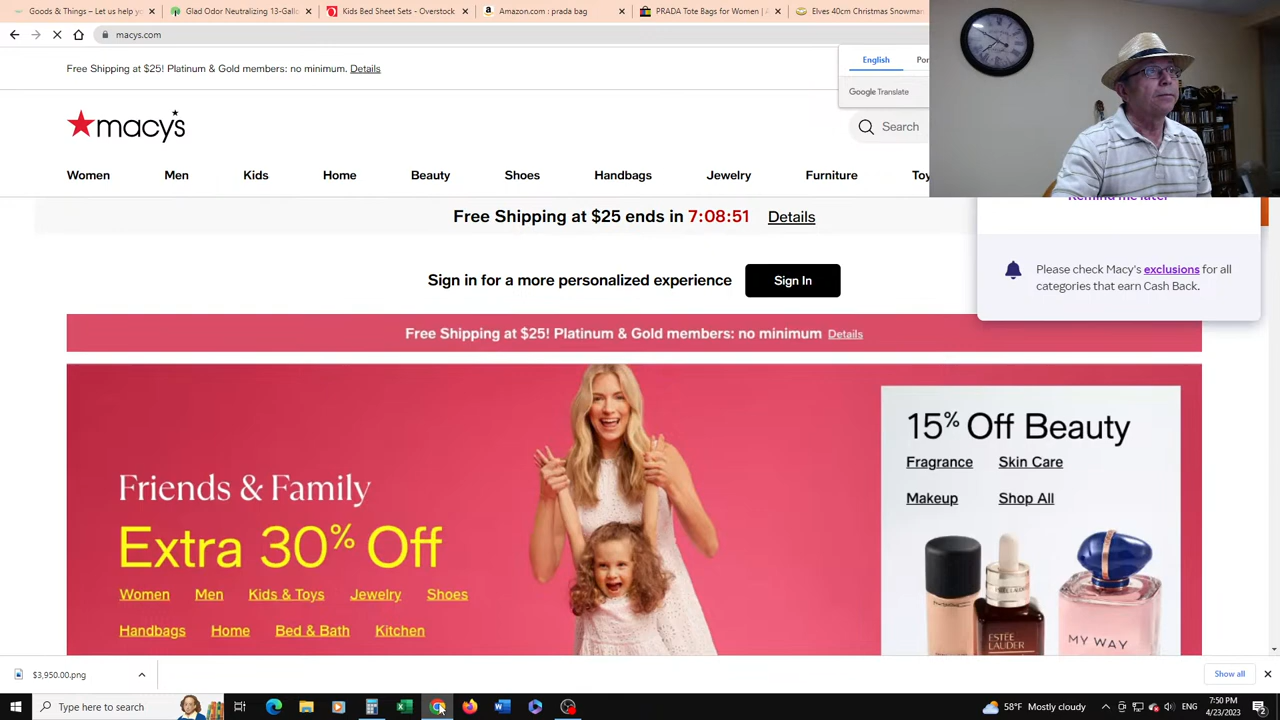 Goods & Things - Let us help y
Glad Odor Neutralizing 13-Gallo
Kids Bed Sheet Sets - Overstock
Amazon.com: prada bag
PRADA Tote Bags for Women | A
Elves 40cm Christmas Snowman
macys.com
Free Shipping at $25! Platinum & Gold members: no minimum. Details
English
Por
Google Translate
macy's
Search
Women
Men
Kids
Home
Beauty
Shoes
Handbags
Jewelry
Furniture
Toy
Remind me later
Free Shipping at $25 ends in 7:08:51 Details
Sign in for a more personalized experience
Sign In
Please check Macy's exclusions for all
categories that earn Cash Back.
Free Shipping at $25! Platinum & Gold members: no minimum Details
Friends & Family
Extra 30% Off
Women Men Kids & Toys Jewelry Shoes
Handbags Home Bed & Bath Kitchen
15% Off Beauty
Fragrance Skin Care
Makeup Shop All
ESTÉE
LAUDER
MY WAY
$3,950.00.png
Show all
Type here to search
58°F Mostly cloudy
ENG
7:50 PM
4/23/2023
2